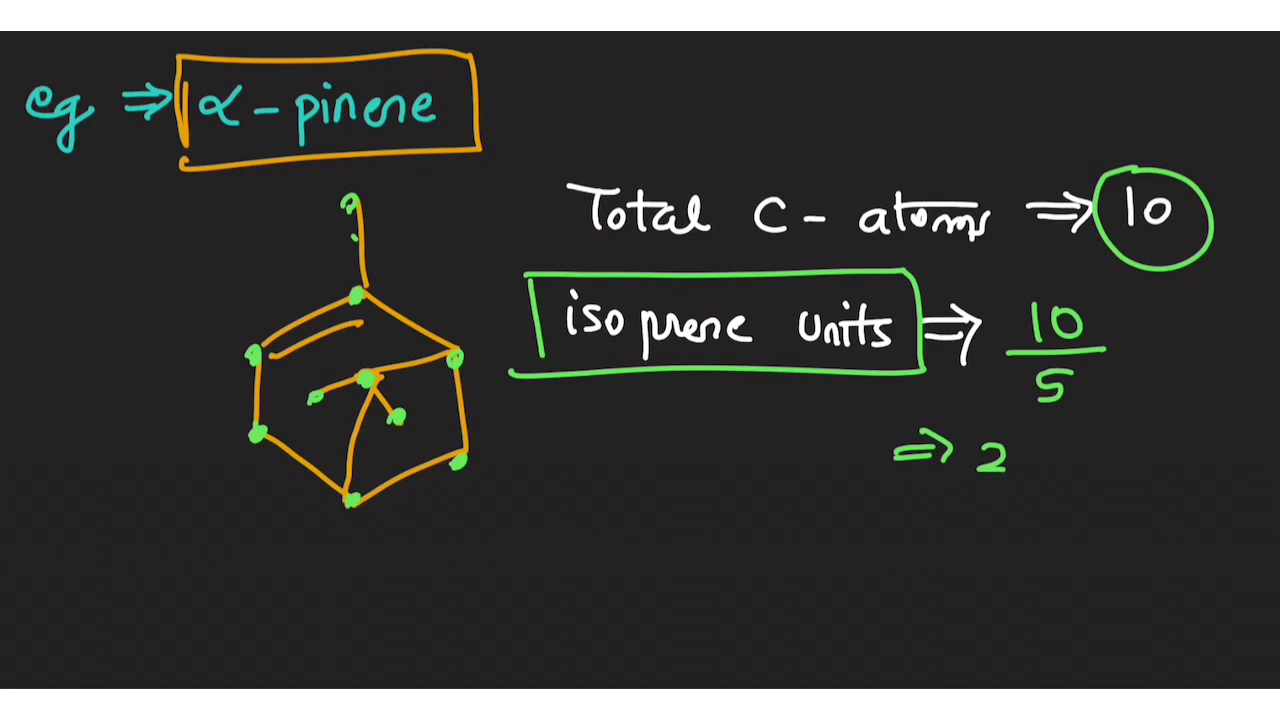 eg ⇒ α-pinene
Total C- atoms ⇒ 10
isoprene units ⇒ 10/5
⇒ 2